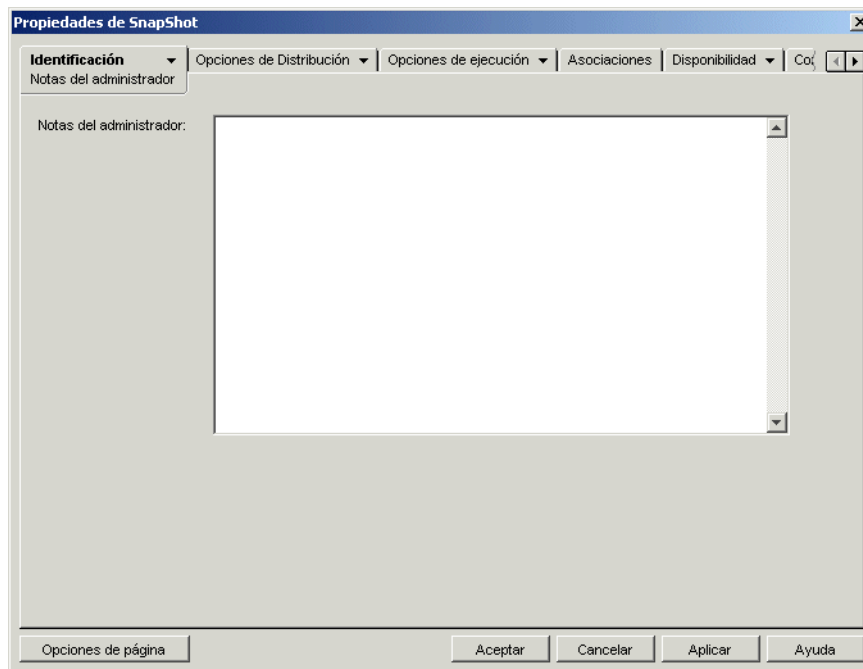 Propiedades de SnapShot
Identificación Opciones de Distribución Opciones de ejecución Asociaciones Disponibilidad
Notas del administrador
Notas del administrador:
Opciones de página Aceptar Cancelar Aplicar Ayuda